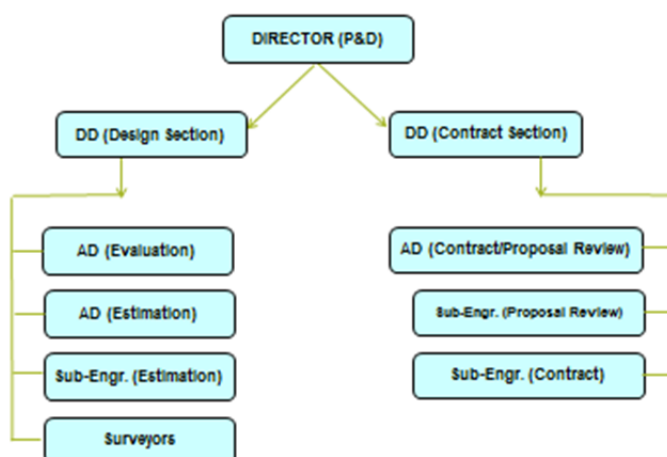 DIRECTOR (P&D)
DD (Design Section)
DD (Contract Section)
AD (Evaluation)
AD (Estimation)
Sub-Engr. (Estimation)
Surveyors
AD (Contract/Proposal Review)
Sub-Engr. (Proposal Review)
Sub-Engr. (Contract)